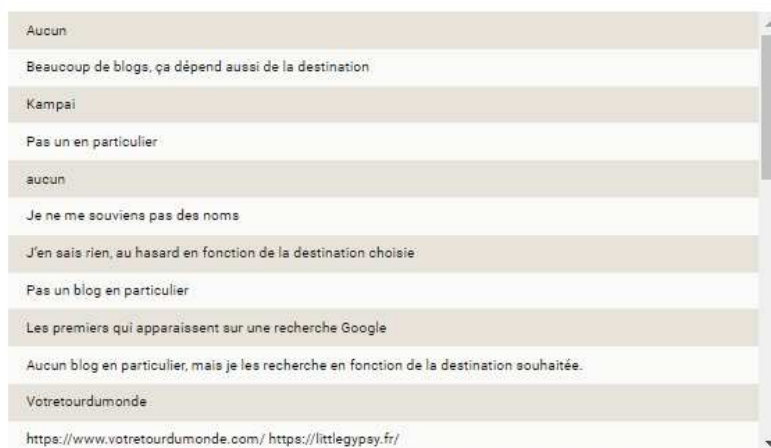 Aucun
Beaucoup de blogs, ça dépend aussi de la destination
Kampai
Pas un en particulier
aucun
Je ne me souviens pas des noms
J'en sais rien, au hasard en fonction de la destination choisie
Pas un blog en particulier
Les premiers qui apparaissent sur une recherche Google
Aucun blog en particulier, mais je les recherche en fonction de la destination souhaitée.
Votretourdumonde
https://www.votretourdumonde.com/ https://littlegypsy.fr/